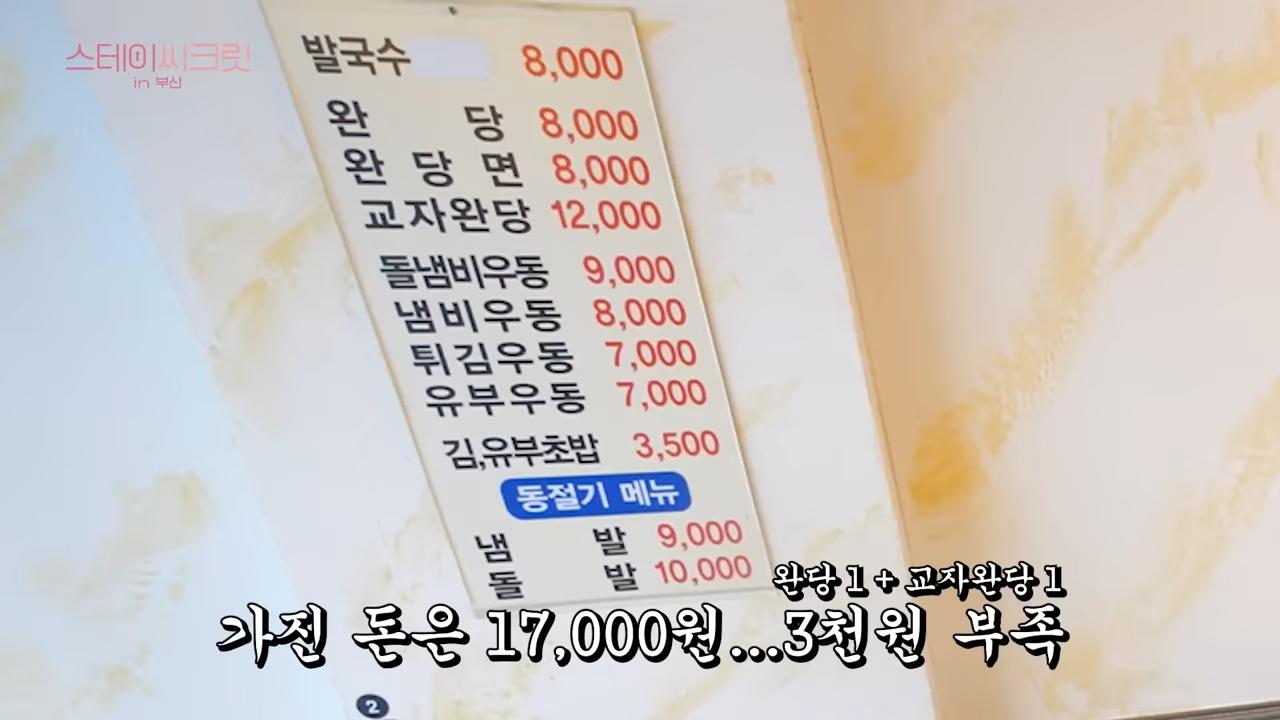 스테이씨크릿
in 부산
발국수 8,000
완당 8,000
완당면 8,000
교자완당 12,000
돌냄비우동 9,000
냄비우동 8,000
튀김우동 7,000
유부우동 7,000
김,유부초밥 3,500
동절기 메뉴
냄발 9,000
돌발 10,000
완당 1 + 교자완당 1
가진 돈은 17,000원...3천원 부족
2